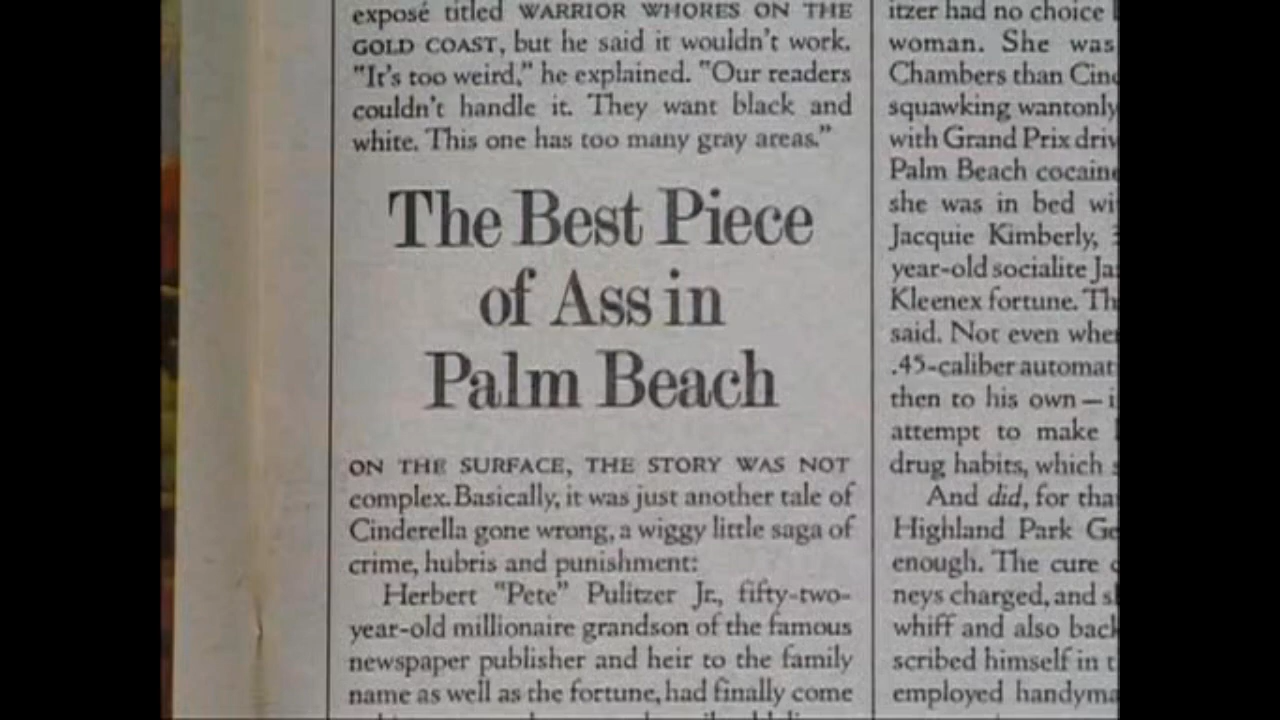 exposé titled WARRIOR WHORES ON THE
GOLD COAST, but he said it wouldn't work.
"It's too weird," he explained. "Our readers
couldn't handle it. They want black and
white. This one has too many gray areas."
The Best Piece
of Ass in
Palm Beach
ON THE SURFACE, THE STORY WAS NOT
complex. Basically, it was just another tale of
Cinderella gone wrong, a wiggy little saga of
crime, hubris and punishment:
Herbert "Pete" Pulitzer Jr., fifty-two-
year-old millionaire grandson of the famous
newspaper publisher and heir to the family
name as well as the fortune, had finally come
itzer had no choice
woman. She was
Chambers than
squawking wantonly
with Grand Prix
Palm Beach
she was in bed
Jacquie Kimberly,
year-old socialite
Kleenex fortune.
said. Not even
.45-caliber
then to his own—
attempt to make
drug habits, which
And did, for
Highland Park
enough. The cure
neys charged, and
whiff and also
scribed himself in
employed